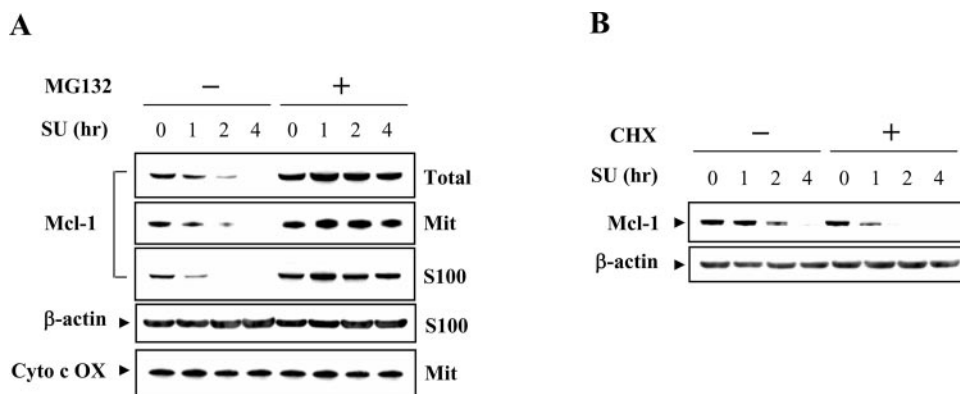 A
MG132 − +
SU (hr) 0 1 2 4 0 1 2 4
Mcl-1
Total
Mit
S100
β-actin S100
Cyto c OX Mit
B
CHX − +
SU (hr) 0 1 2 4 0 1 2 4
Mcl-1
β-actin